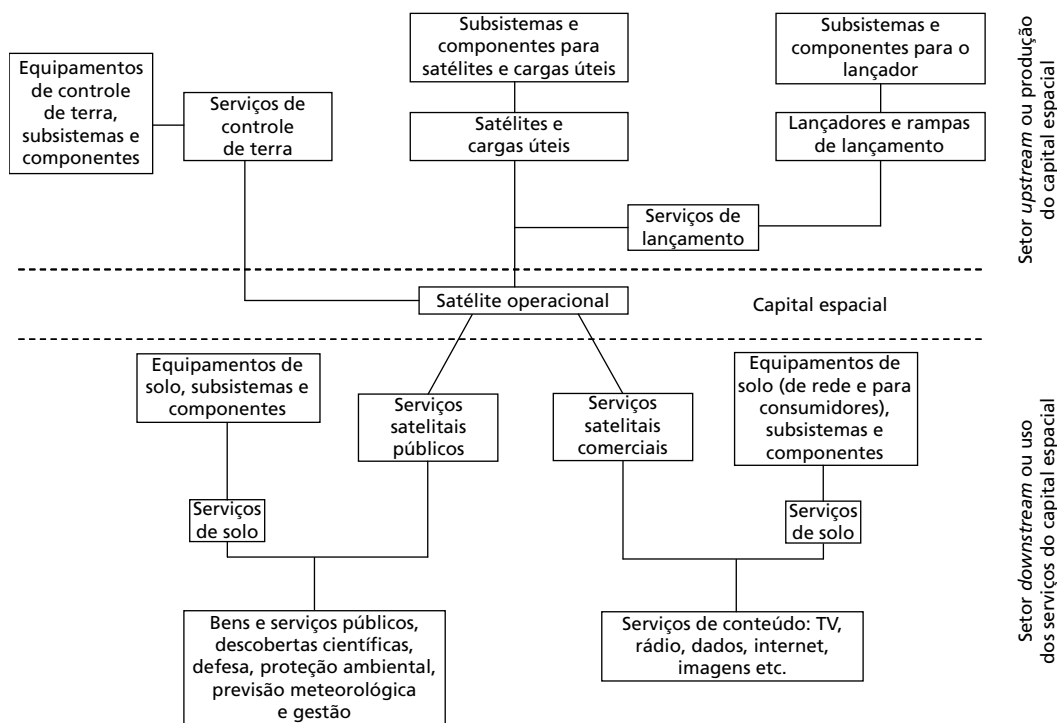 Equipamentos
de controle
de terra,
subsistemas e
componentes
Serviços de
controle
de terra
Subsistemas e
componentes para
satélites e cargas úteis
Subsistemas e
componentes para o
lançador
Satélites e
cargas úteis
Lançadores e rampas
de lançamento
Serviços de
lançamento
Setor upstream ou produção
do capital espacial
Satélite operacional
Capital espacial
Equipamentos de
solo, subsistemas e
componentes
Serviços
satelitais
públicos
Serviços
satelitais
comerciais
Equipamentos de
solo (de rede e para
consumidores),
subsistemas e
componentes
Serviços
de solo
Serviços
de solo
Bens e serviços públicos,
descobertas científicas,
defesa, proteção ambiental,
previsão meteorológica
e gestão
Serviços de conteúdo: TV,
rádio, dados, internet,
imagens etc.
Setor downstream ou uso
dos serviços do capital espacial